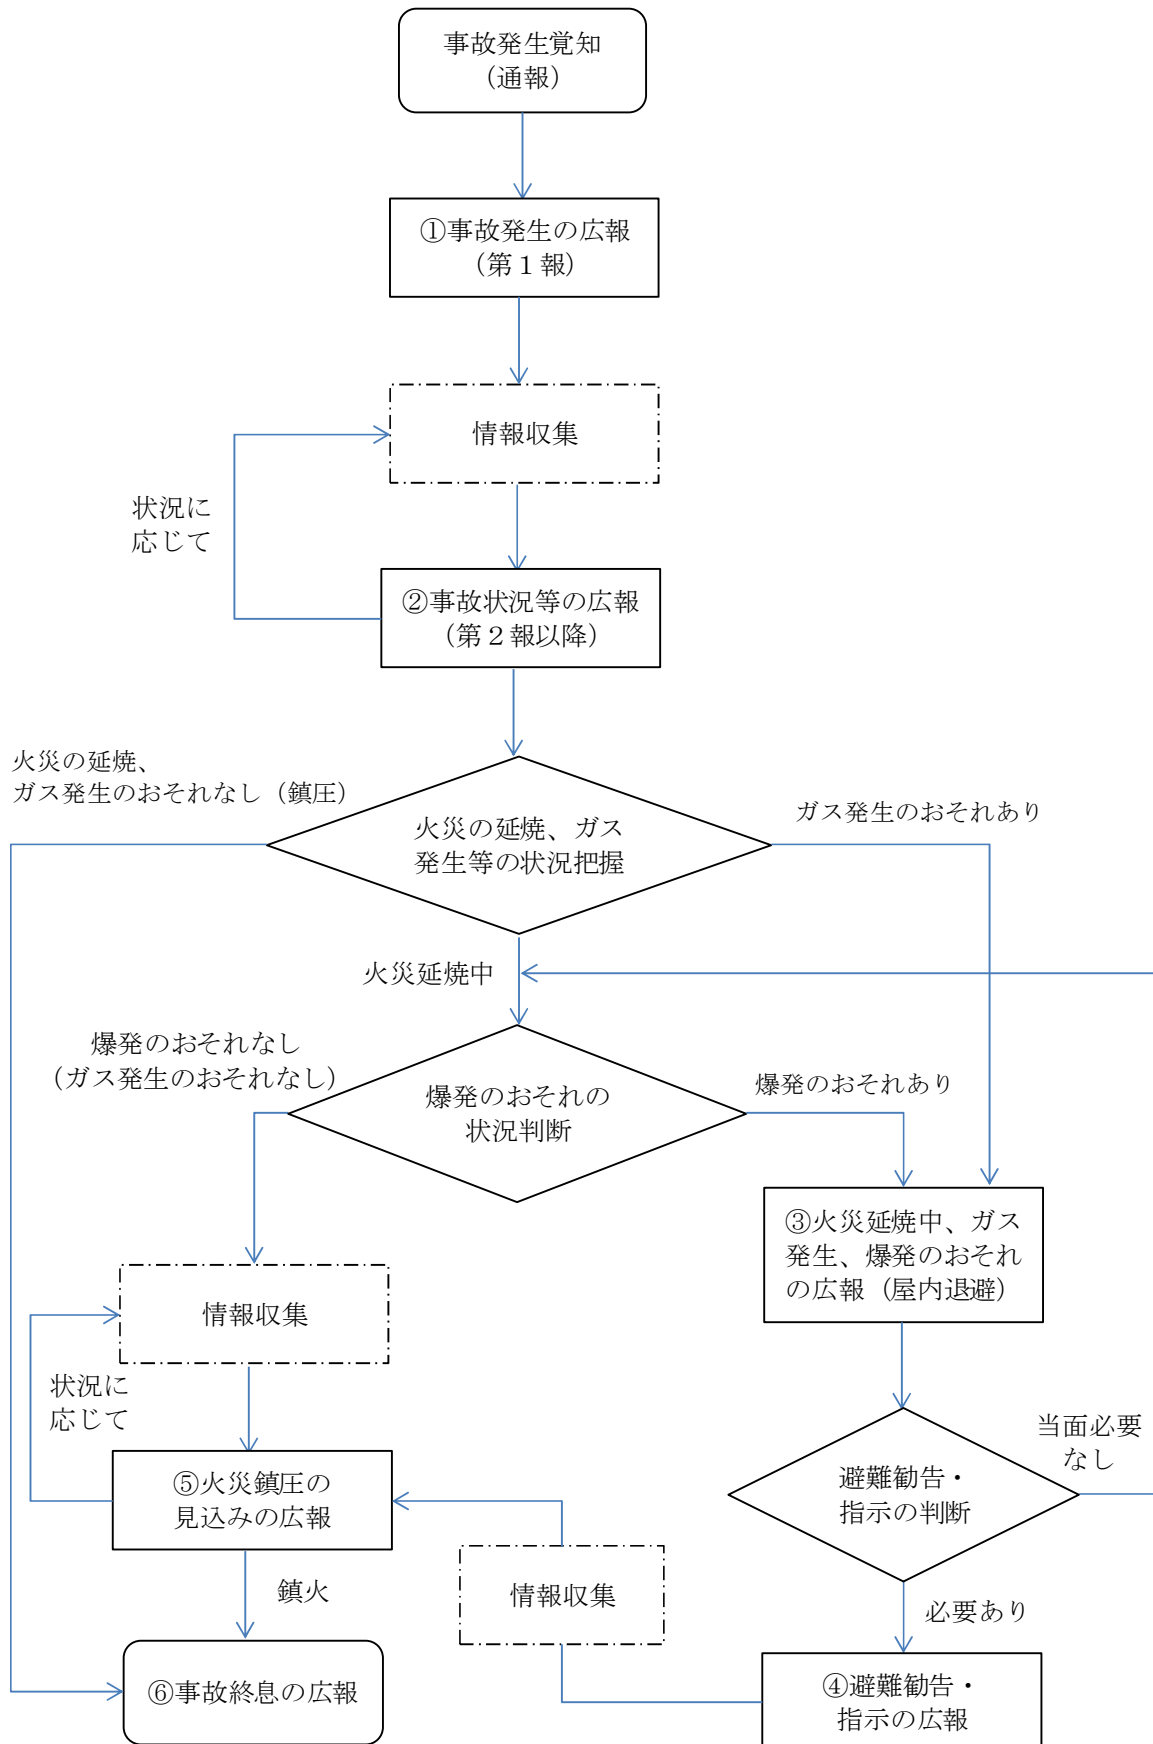 事故発生覚知
（通報）
①事故発生の広報
（第１報）
情報収集
状況に
応じて
②事故状況等の広報
（第２報以降）
火災の延焼、
ガス発生のおそれなし（鎮圧）
ガス発生のおそれあり
火災の延焼、ガス
発生等の状況把握
火災延焼中
爆発のおそれなし
（ガス発生のおそれなし）
爆発のおそれあり
爆発のおそれの
状況判断
③火災延焼中、ガス
発生、爆発のおそれ
の広報（屋内退避）
情報収集
状況に
応じて
当面必要
なし
避難勧告・
指示の判断
⑤火災鎮圧の
見込みの広報
情報収集
鎮火
必要あり
⑥事故終息の広報
④避難勧告・
指示の広報